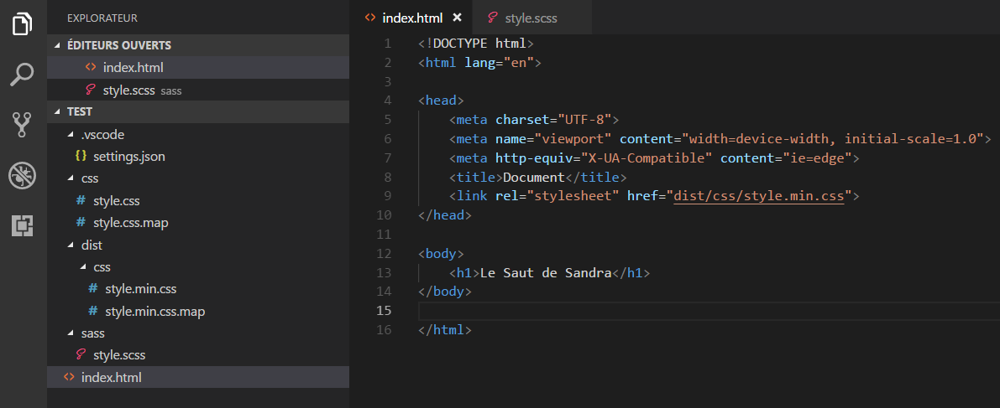 EXPLORATEUR
ÉDITEURS OUVERTS
index.html
style.scss sass
TEST
.vscode
{} settings.json
css
# style.css
# style.css.map
dist
css
# style.min.css
# style.min.css.map
sass
style.scss
<> index.html
<> index.html ×
style.scss
1 <!DOCTYPE html>
2 <html lang="en">
3
4 <head>
5 <meta charset="UTF-8">
6 <meta name="viewport" content="width=device-width, initial-scale=1.0">
7 <meta http-equiv="X-UA-Compatible" content="ie=edge">
8 <title>Document</title>
9 <link rel="stylesheet" href="dist/css/style.min.css">
10 </head>
11
12 <body>
13 <h1>Le Saut de Sandra</h1>
14 </body>
15
16 </html>